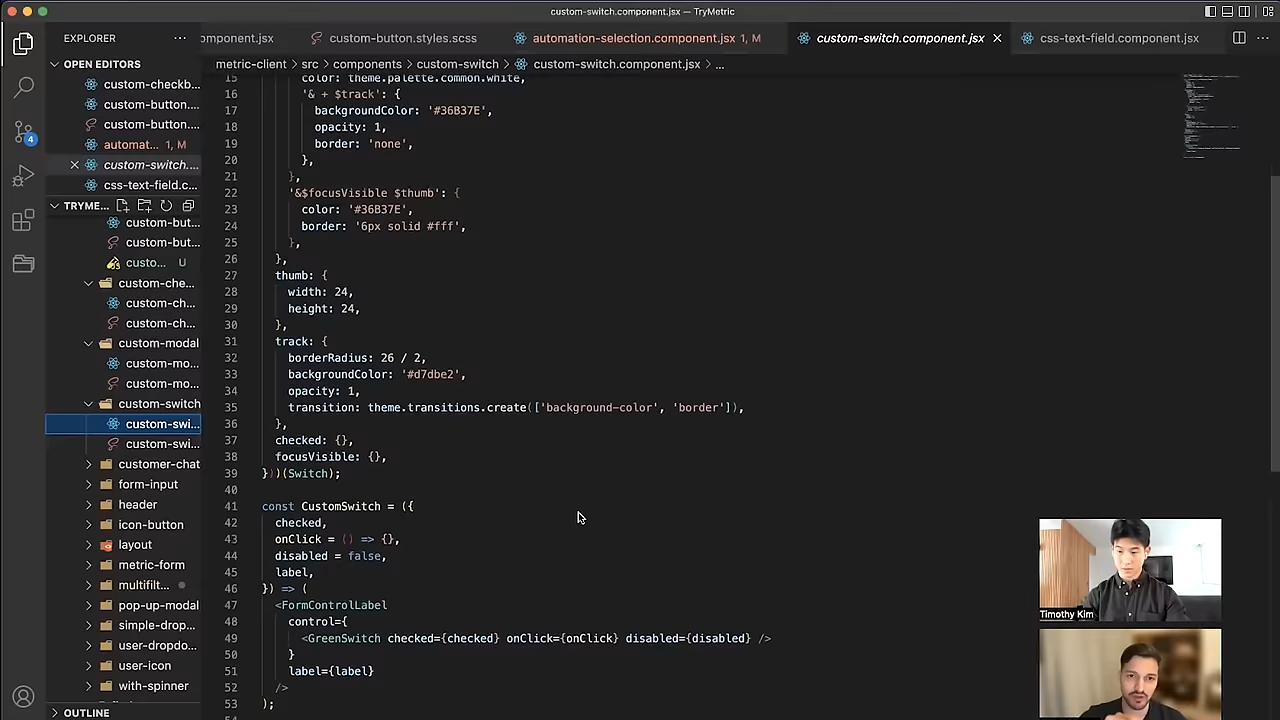 custom-switch.component.jsx — TryMetric
EXPLORER
omponent.jsx
custom-button.styles.scss
automation-selection.component.jsx 1, M
custom-switch.component.jsx
css-text-field.component.jsx
OPEN EDITORS
metric-client > src > components > custom-switch > custom-switch.component.jsx > ...
custom-checkb...
custom-button....
custom-button....
automat... 1, M
custom-switch....
css-text-field.c...
TRYME...
custom-but...
custom-but...
custo... U
custom-che...
custom-ch...
custom-ch...
custom-modal
custom-mo...
custom-mo...
custom-switch
custom-swi...
custom-swi...
customer-chat
form-input
header
icon-button
layout
metric-form
multifilt...
pop-up-modal
simple-drop...
user-dropdo...
user-icon
with-spinner
OUTLINE
4
15 color: theme.palette.common.white,
16 '& + $track': {
17 backgroundColor: '#36B37E',
18 opacity: 1,
19 border: 'none',
20 },
21 },
22 '&$focusVisible $thumb': {
23 color: '#36B37E',
24 border: '6px solid #fff',
25 },
26 },
27 thumb: {
28 width: 24,
29 height: 24,
30 },
31 track: {
32 borderRadius: 26 / 2,
33 backgroundColor: '#d7dbe2',
34 opacity: 1,
35 transition: theme.transitions.create(['background-color', 'border']),
36 },
37 checked: {},
38 focusVisible: {},
39 }))(Switch);
40
41 const CustomSwitch = ({
42 checked,
43 onClick = () => {},
44 disabled = false,
45 label,
46 }) => (
47 <FormControlLabel
48 control={
49 <GreenSwitch checked={checked} onClick={onClick} disabled={disabled} />
50 }
51 label={label}
52 />
53 );
Timothy Kim